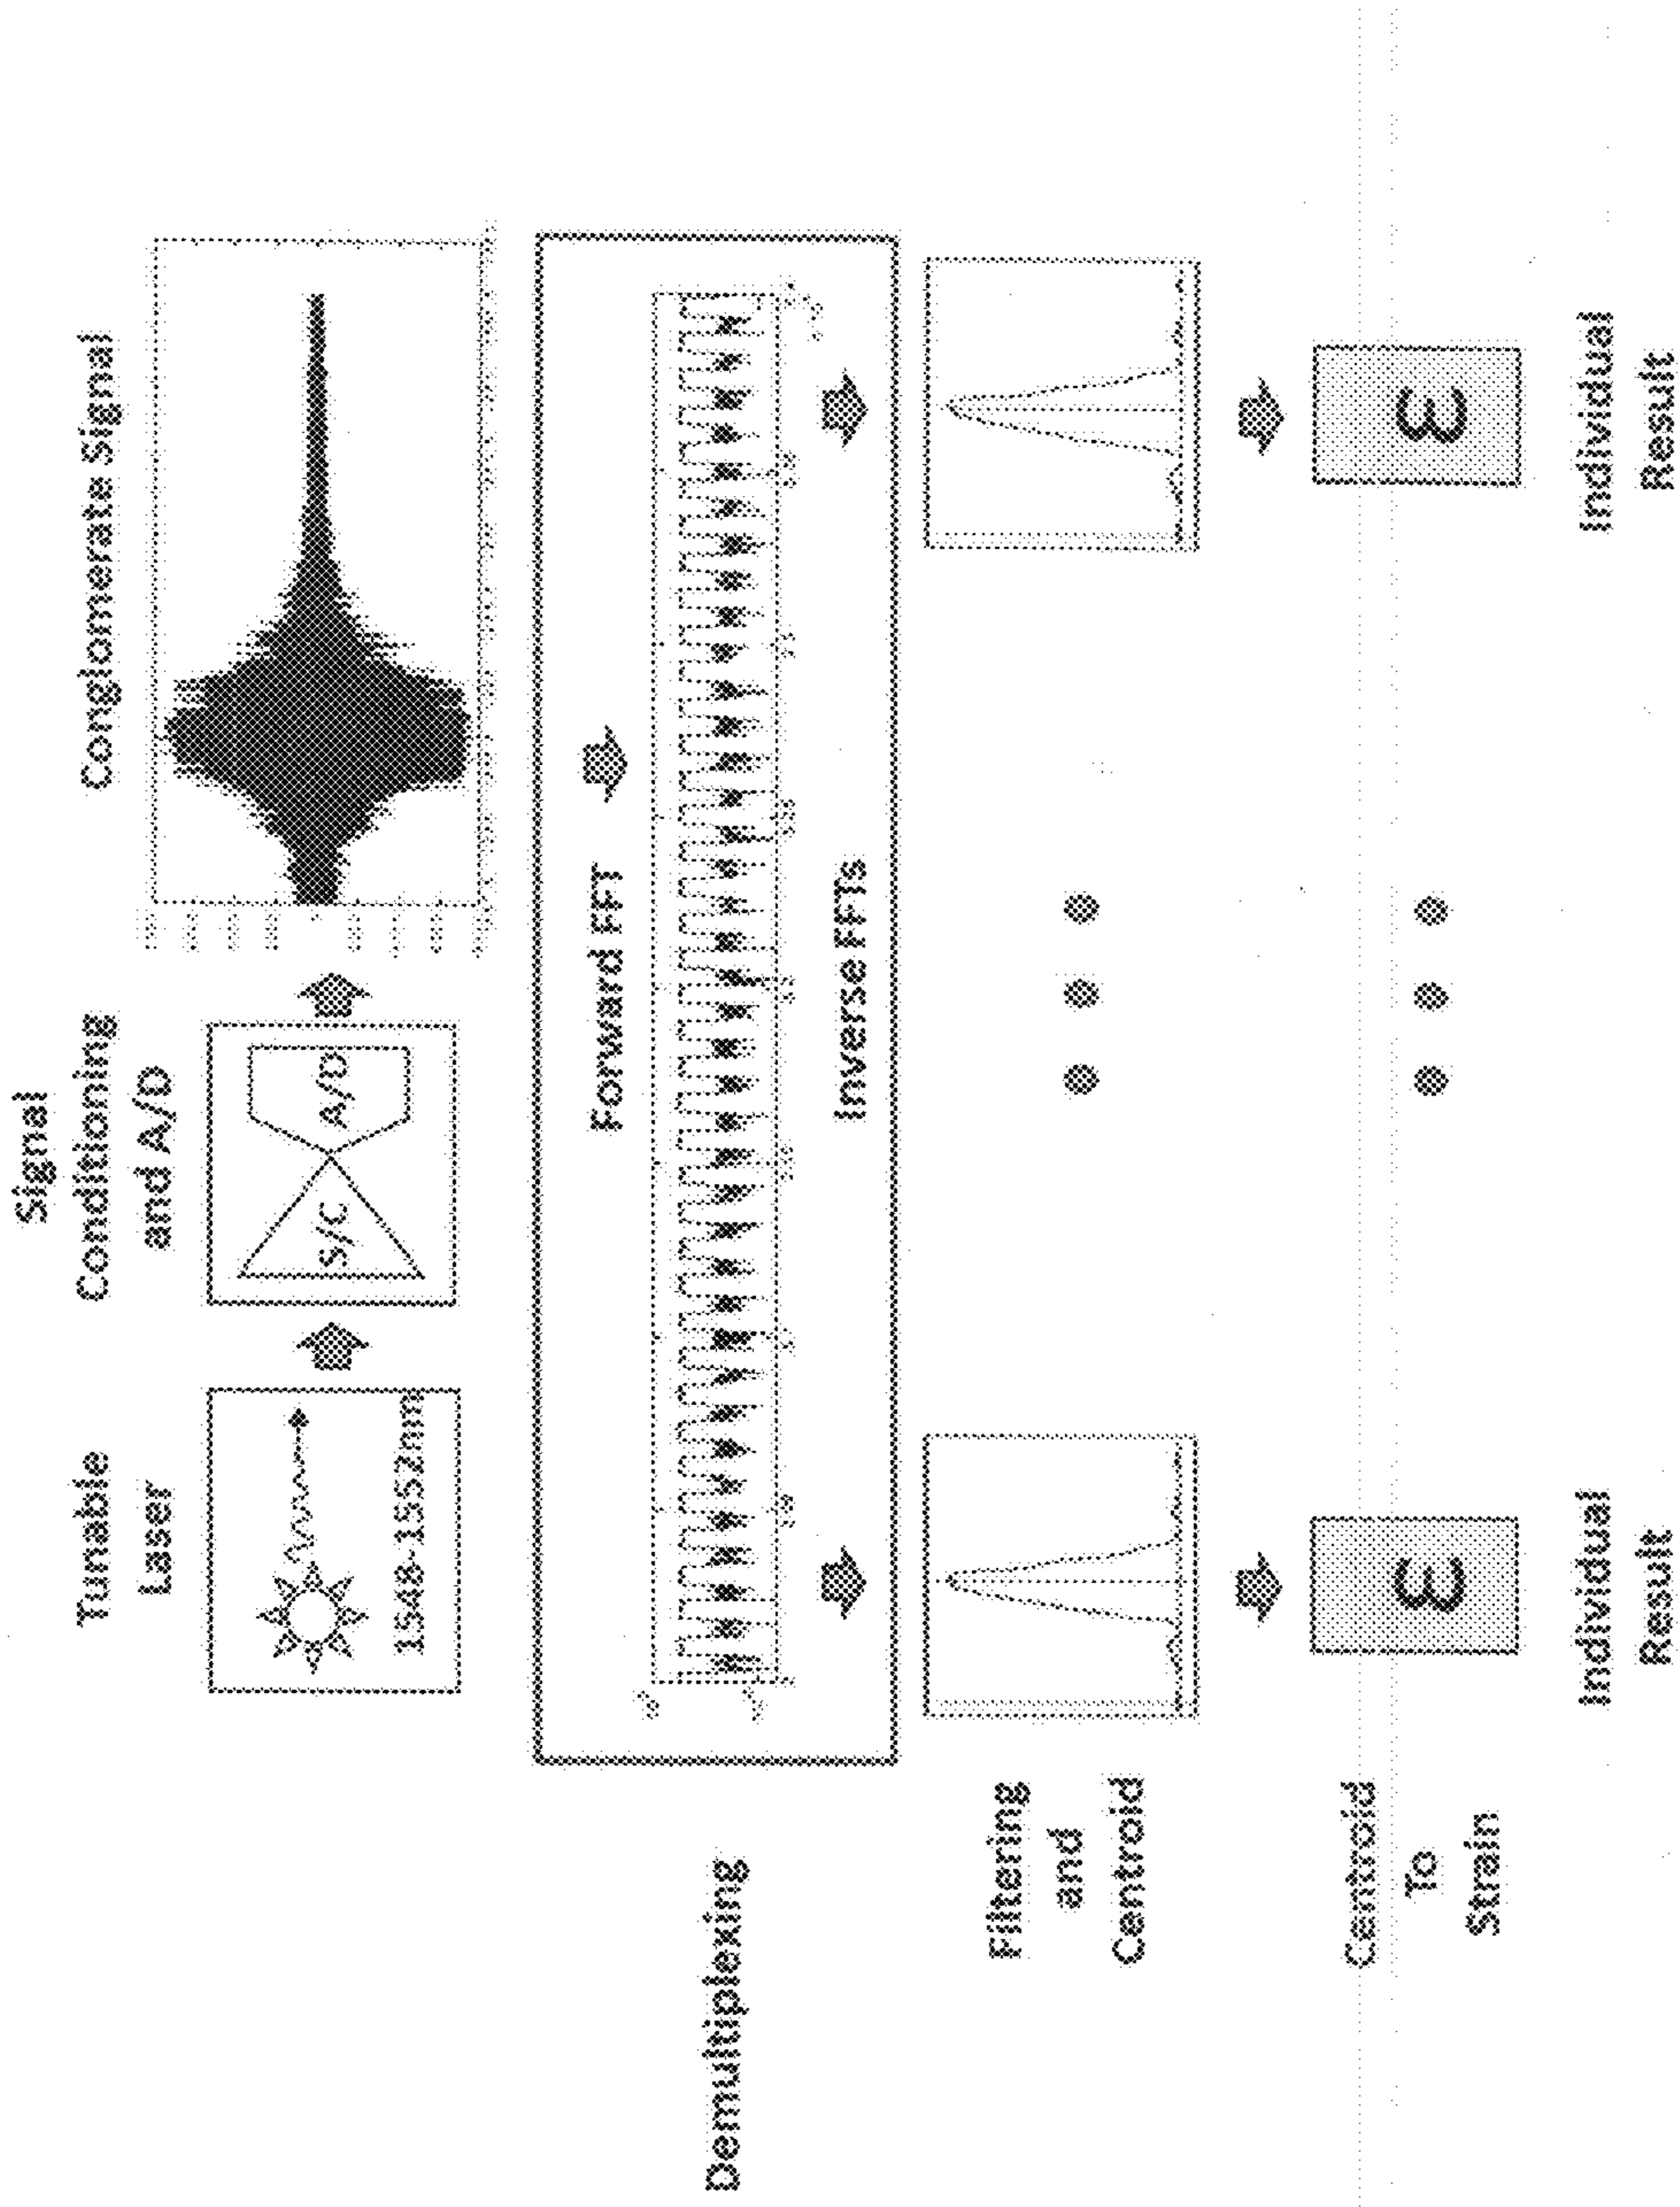 Tunable
Laser
1548-1552nm
Signal
Conditioning
and A/D
S/C
A/D
Conglomerate Signal
Demultiplexing
Forward FFT
Inverse FFTs
Filtering
and
Centroid
Centroid
To
Strain
ε
ε
Individual
Result
Individual
Result